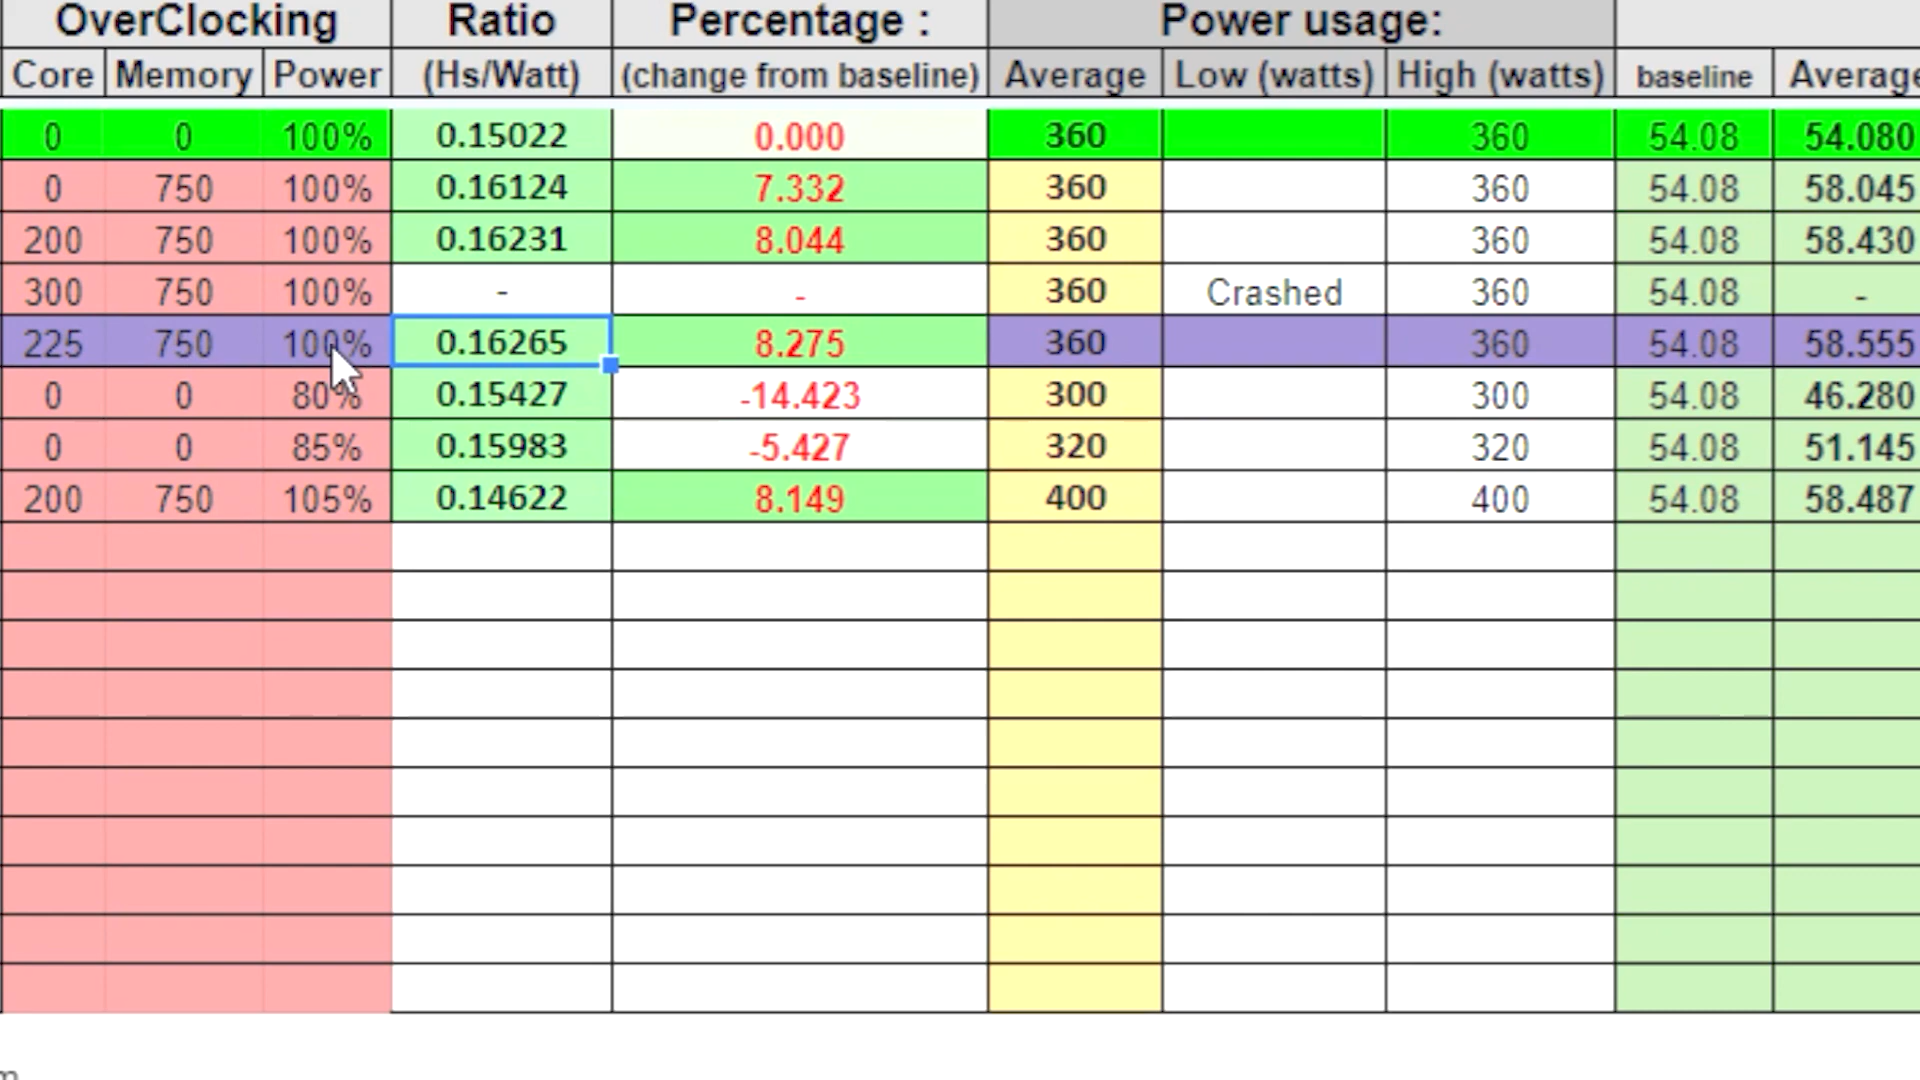 OverClocking Ratio Percentage : Power usage:
Core Memory Power (Hs/Watt) (change from baseline) Average Low (watts) High (watts) baseline Average
0 0 100% 0.15022 0.000 360 360 54.08 54.080
0 750 100% 0.16124 7.332 360 360 54.08 58.045
200 750 100% 0.16231 8.044 360 360 54.08 58.430
300 750 100% - - 360 Crashed 360 54.08 -
225 750 100% 0.16265 8.275 360 360 54.08 58.555
0 0 80% 0.15427 -14.423 300 300 54.08 46.280
0 0 85% 0.15983 -5.427 320 320 54.08 51.145
200 750 105% 0.14622 8.149 400 400 54.08 58.487